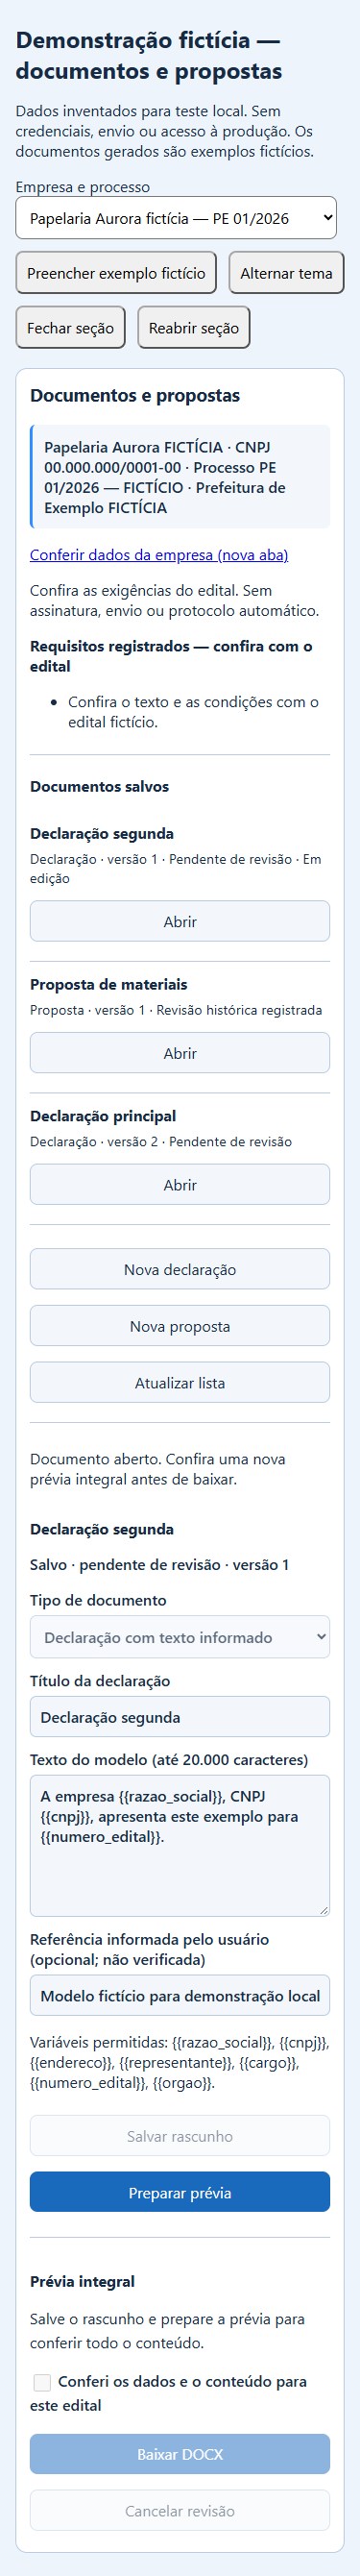 Demonstração fictícia —
documentos e propostas
Dados inventados para teste local. Sem
credenciais, envio ou acesso à produção. Os
documentos gerados são exemplos fictícios.
Empresa e processo
Papelaria Aurora fictícia — PE 01/2026
Preencher exemplo fictício
Alternar tema
Fechar seção
Reabrir seção
Documentos e propostas
Papelaria Aurora FICTÍCIA · CNPJ
00.000.000/0001-00 · Processo PE
01/2026 — FICTÍCIO · Prefeitura de
Exemplo FICTÍCIA
Conferir dados da empresa (nova aba)
Confira as exigências do edital. Sem
assinatura, envio ou protocolo automático.
Requisitos registrados — confira com o
edital
• Confira o texto e as condições com o
edital fictício.
Documentos salvos
Declaração segunda
Declaração · versão 1 · Pendente de revisão · Em
edição
Abrir
Proposta de materiais
Proposta · versão 1 · Revisão histórica registrada
Abrir
Declaração principal
Declaração · versão 2 · Pendente de revisão
Abrir
Nova declaração
Nova proposta
Atualizar lista
Documento aberto. Confira uma nova
prévia integral antes de baixar.
Declaração segunda
Salvo · pendente de revisão · versão 1
Tipo de documento
Declaração com texto informado
Título da declaração
Declaração segunda
Texto do modelo (até 20.000 caracteres)
A empresa {{razao_social}}, CNPJ
{{cnpj}}, apresenta este exemplo para
{{numero_edital}}.
Referência informada pelo usuário
(opcional; não verificada)
Modelo fictício para demonstração local
Variáveis permitidas: {{razao_social}}, {{cnpj}},
{{endereco}}, {{representante}}, {{cargo}},
{{numero_edital}}, {{orgao}}.
Salvar rascunho
Preparar prévia
Prévia integral
Salve o rascunho e prepare a prévia para
conferir todo o conteúdo.
Conferi os dados e o conteúdo para
este edital
Baixar DOCX
Cancelar revisão